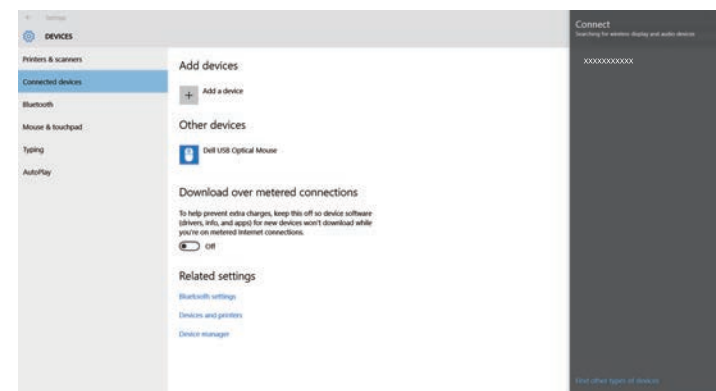 Settings
DEVICES
Printers & scanners
Connected devices
Bluetooth
Mouse & touchpad
Typing
AutoPlay
Add devices
Add a device
Other devices
Dell USB Optical Mouse
Download over metered connections
To help prevent extra charges, keep this off so device software
(drivers, info, and apps) for new devices won't download while
you're on metered Internet connections.
Off
Related settings
Bluetooth settings
Devices and printers
Device manager
Connect
Searching for wireless display and audio devices
XXXXXXXXXXX
Find other types of devices